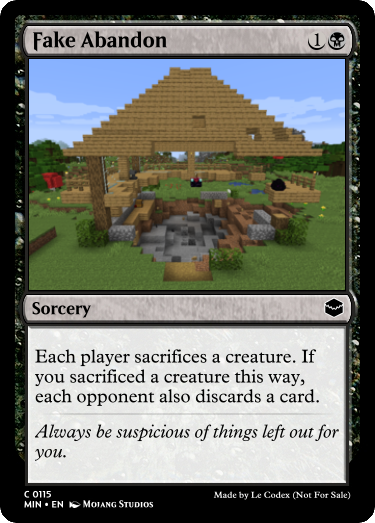 Fake Abandon 1
Sorcery
Each player sacrifices a creature. If
you sacrificed a creature this way,
each opponent also discards a card.
Always be suspicious of things left out for
you.
C 0115
MIN • EN Mojang Studios
Made by Le Codex (Not For Sale)